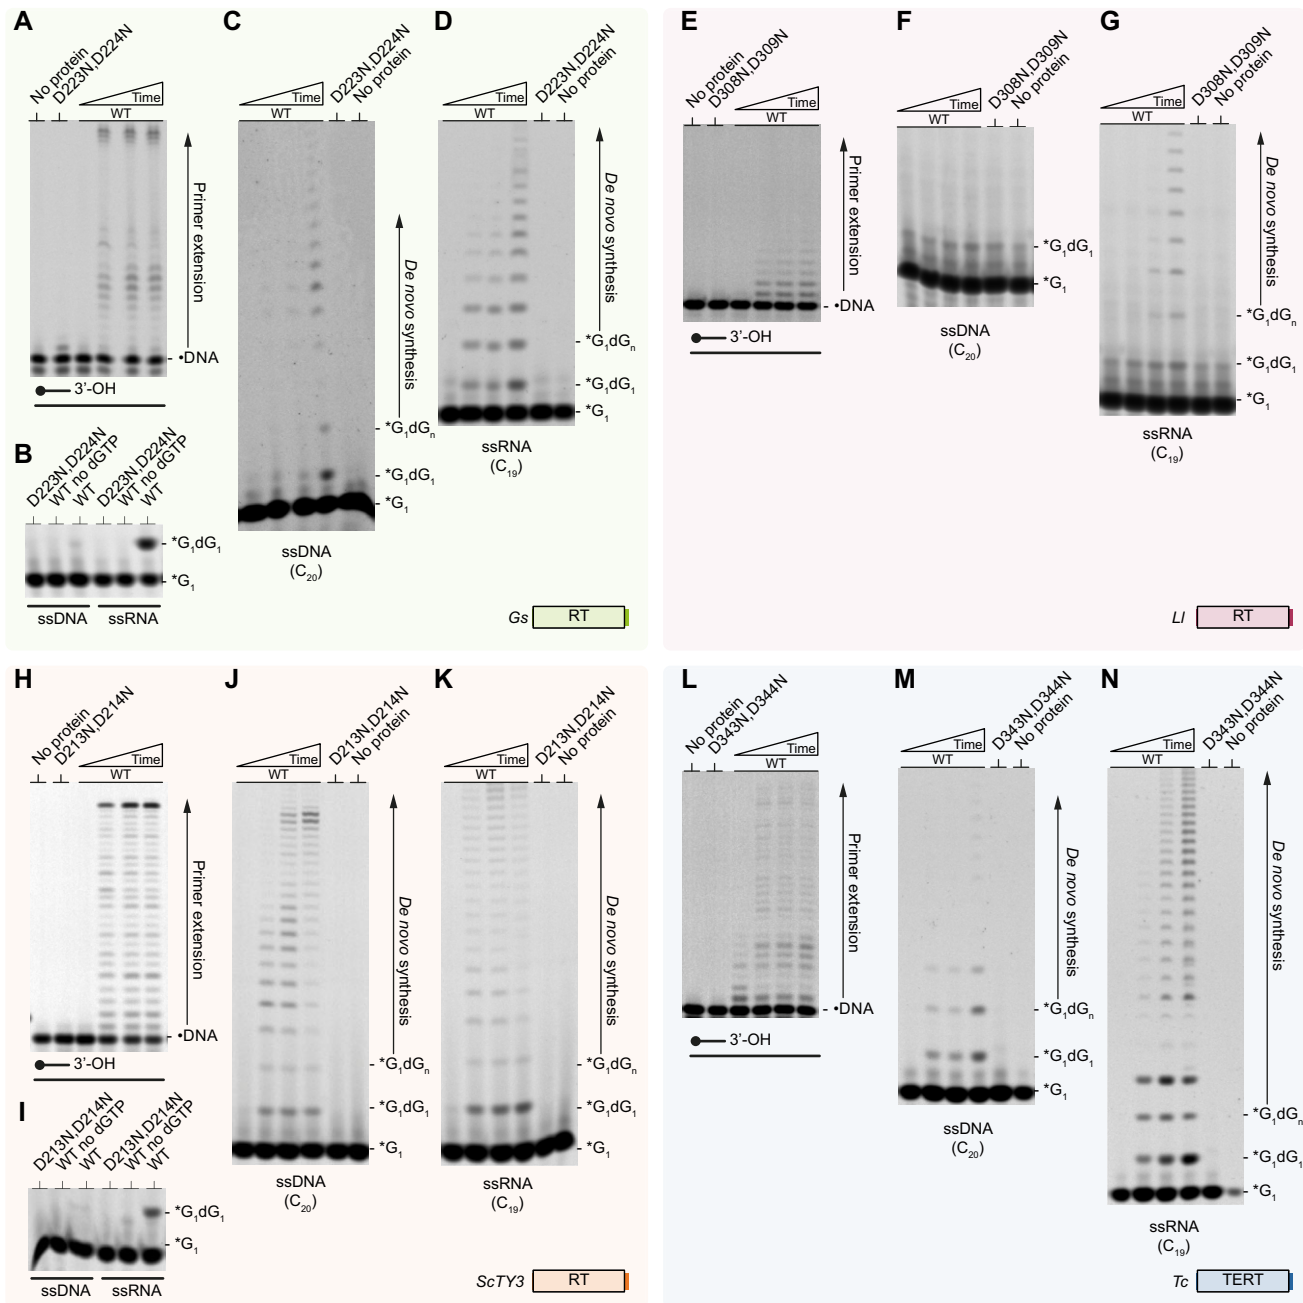 A
No protein
D223N,D224N
Time
WT
Primer extension
•DNA
3'-OH
B
D223N,D224N
WT no dGTP
WT
D223N,D224N
WT no dGTP
WT
*G₁dG₁
*G₁
ssDNA
ssRNA
C
Time
WT
D223N,D224N
No protein
De novo synthesis
*G₁dGₙ
*G₁dG₁
*G₁
ssDNA
(C₂₀)
D
Time
WT
D223N,D224N
No protein
De novo synthesis
*G₁dGₙ
*G₁dG₁
*G₁
ssRNA
(C₁₉)
Gs RT
E
No protein
D308N,D309N
Time
WT
Primer extension
•DNA
3'-OH
F
Time
WT
D308N,D309N
No protein
*G₁dG₁
*G₁
ssDNA
(C₂₀)
G
Time
WT
D308N,D309N
No protein
De novo synthesis
*G₁dGₙ
*G₁dG₁
*G₁
ssRNA
(C₁₉)
Ll RT
H
No protein
D213N,D214N
Time
WT
Primer extension
•DNA
3'-OH
I
D213N,D214N
WT no dGTP
WT
D213N,D214N
WT no dGTP
WT
*G₁dG₁
*G₁
ssDNA
ssRNA
J
Time
WT
D213N,D214N
No protein
De novo synthesis
*G₁dGₙ
*G₁dG₁
*G₁
ssDNA
(C₂₀)
K
Time
WT
D213N,D214N
No protein
De novo synthesis
*G₁dGₙ
*G₁dG₁
*G₁
ssRNA
(C₁₉)
ScTY3 RT
L
No protein
D343N,D344N
Time
WT
Primer extension
•DNA
3'-OH
M
Time
WT
D343N,D344N
No protein
De novo synthesis
*G₁dGₙ
*G₁dG₁
*G₁
ssDNA
(C₂₀)
N
Time
WT
D343N,D344N
No protein
De novo synthesis
*G₁dGₙ
*G₁dG₁
*G₁
ssRNA
(C₁₉)
Tc TERT